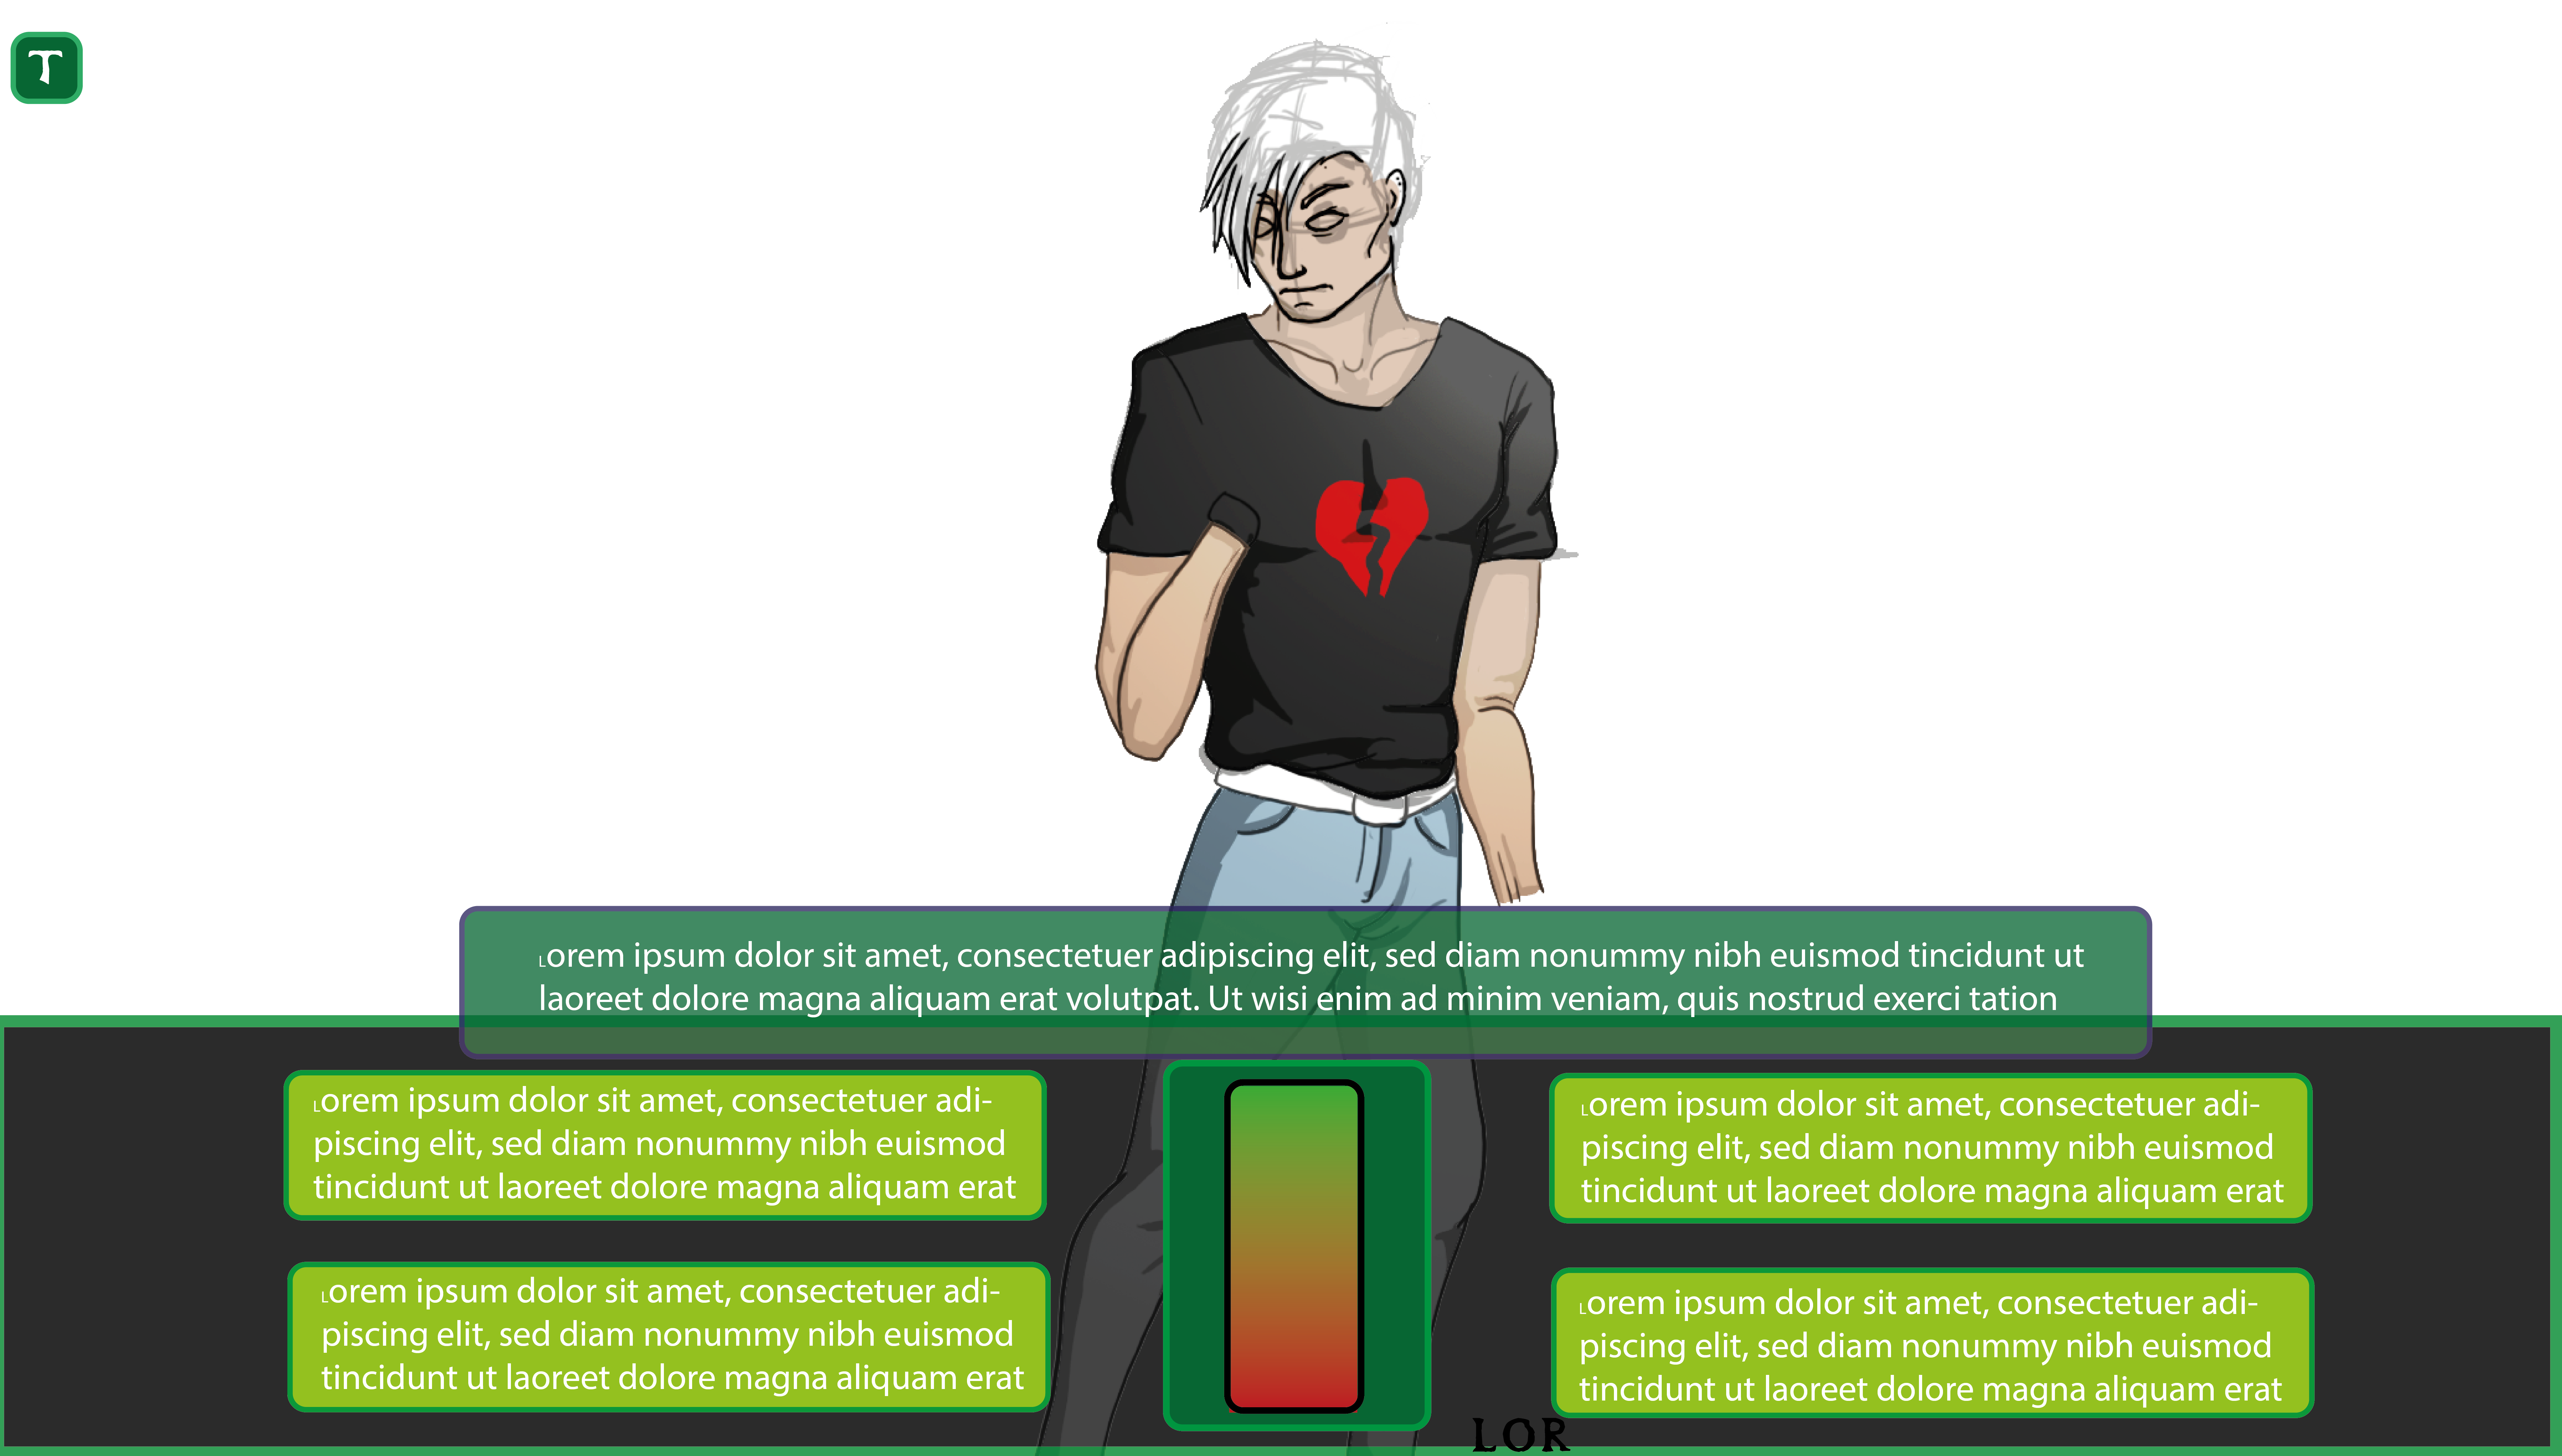 T
Lorem ipsum dolor sit amet, consectetuer adipiscing elit, sed diam nonummy nibh euismod tincidunt ut
laoreet dolore magna aliquam erat volutpat. Ut wisi enim ad minim veniam, quis nostrud exerci tation
Lorem ipsum dolor sit amet, consectetuer adi-
piscing elit, sed diam nonummy nibh euismod
tincidunt ut laoreet dolore magna aliquam erat
Lorem ipsum dolor sit amet, consectetuer adi-
piscing elit, sed diam nonummy nibh euismod
tincidunt ut laoreet dolore magna aliquam erat
Lorem ipsum dolor sit amet, consectetuer adi-
piscing elit, sed diam nonummy nibh euismod
tincidunt ut laoreet dolore magna aliquam erat
Lorem ipsum dolor sit amet, consectetuer adi-
piscing elit, sed diam nonummy nibh euismod
tincidunt ut laoreet dolore magna aliquam erat
LOR